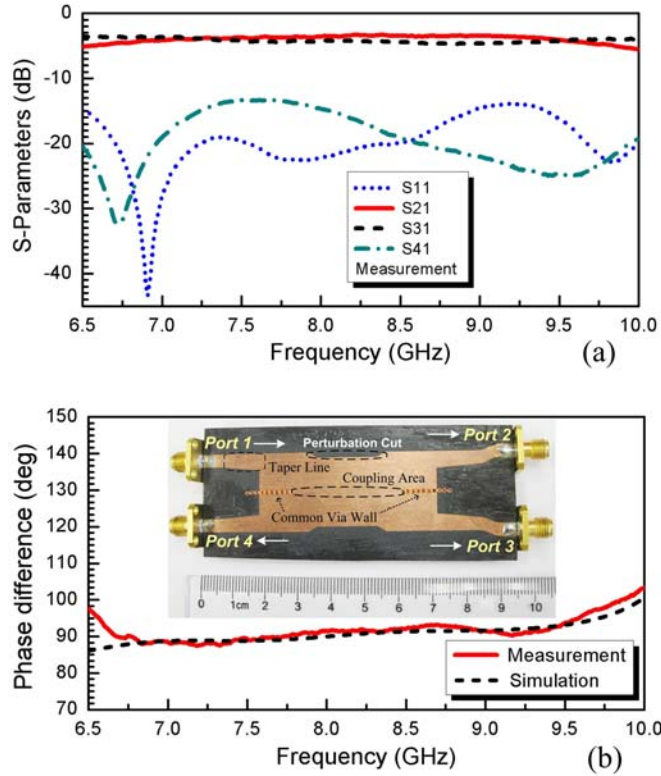 0
-10
-20
-30
-40
S-Parameters (dB)
S11
S21
S31
S41
Measurement
6.5 7.0 7.5 8.0 8.5 9.0 9.5 10.0
Frequency (GHz)
(a)
150
140
130
120
110
100
90
80
70
Phase difference (deg)
Port 1
Perturbation Cut
Port 2
Taper Line
Coupling Area
Common Via Wall
Port 4
Port 3
0 1cm 2 3 4 5 6 7 8 9 10
Measurement
Simulation
6.5 7.0 7.5 8.0 8.5 9.0 9.5 10.0
Frequency (GHz)
(b)